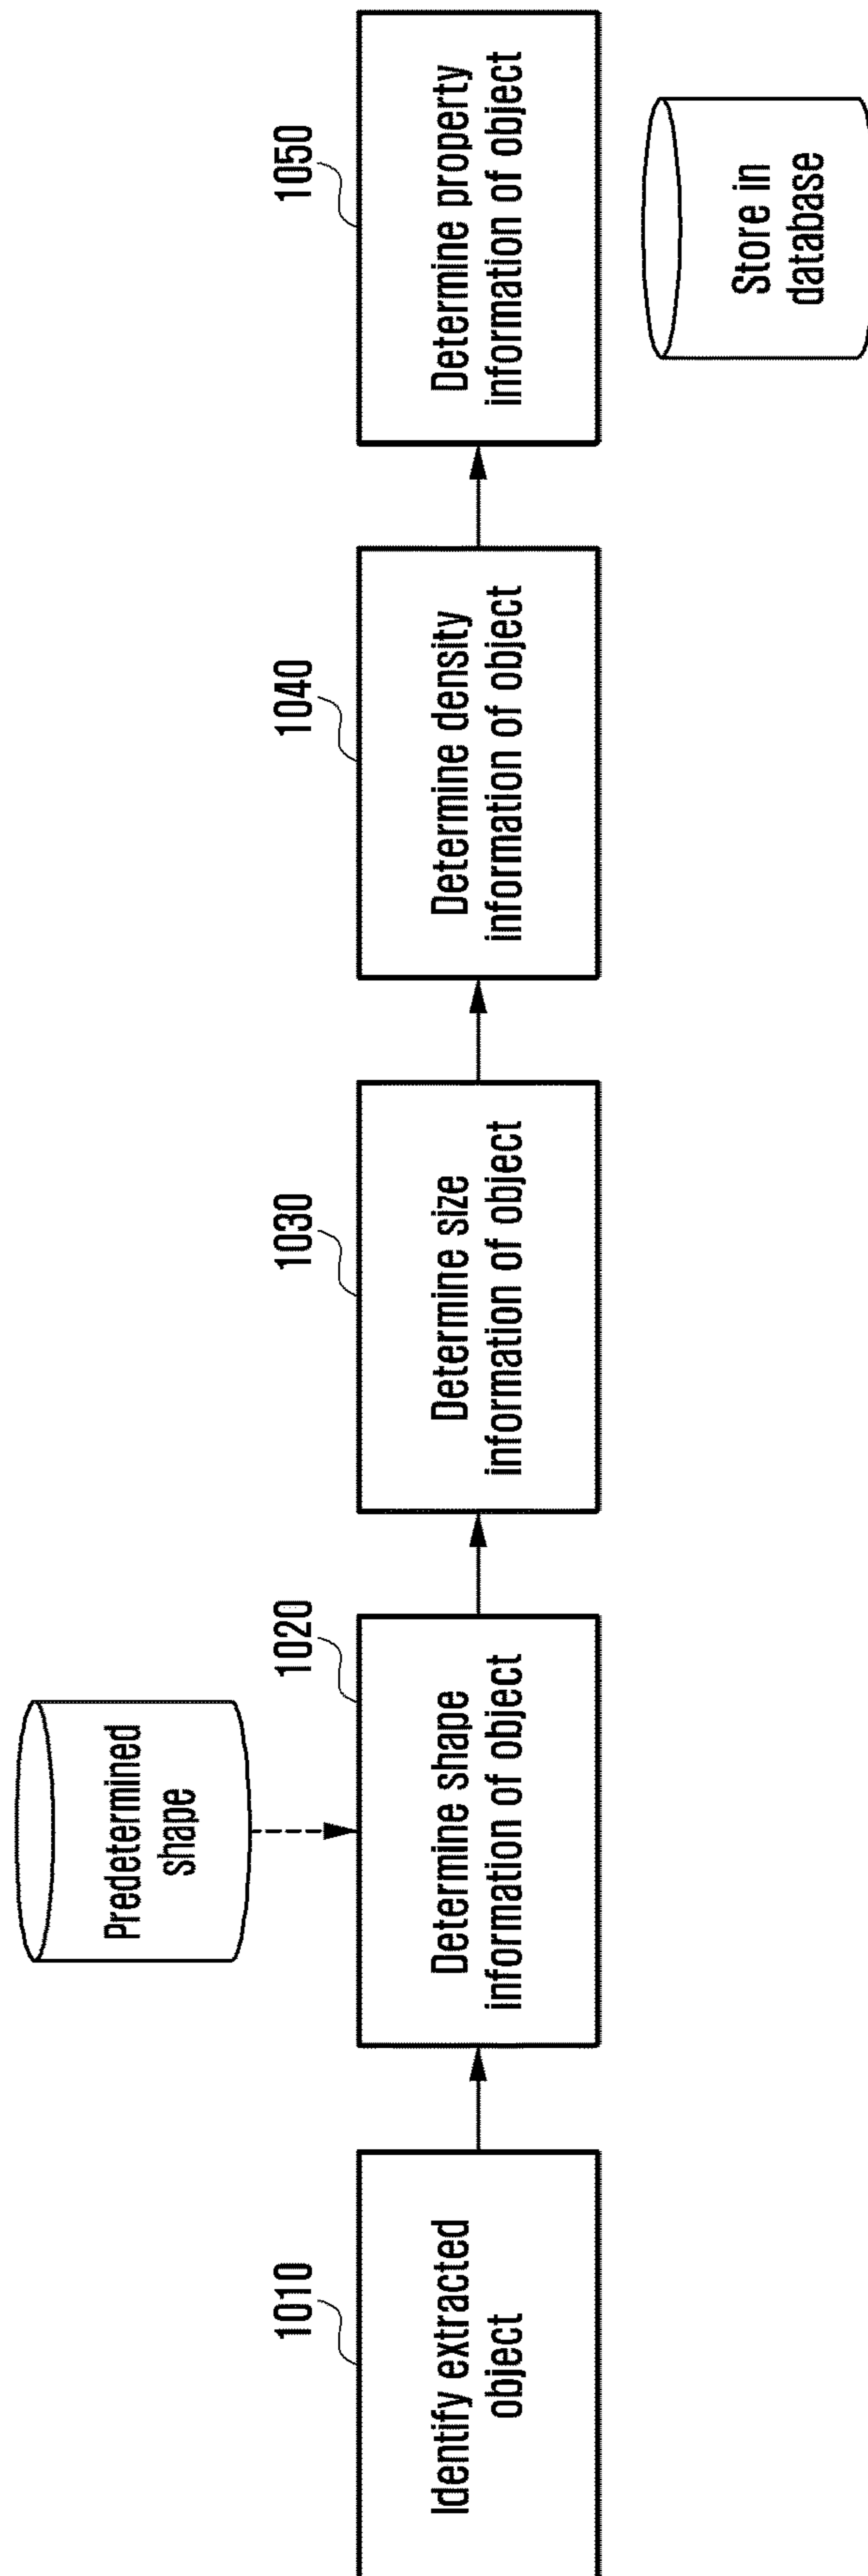 Predetermined
shape
1010
Identify extracted
object
1020
Determine shape
information of object
1030
Determine size
information of object
1040
Determine density
information of object
1050
Determine property
information of object
Store in
database